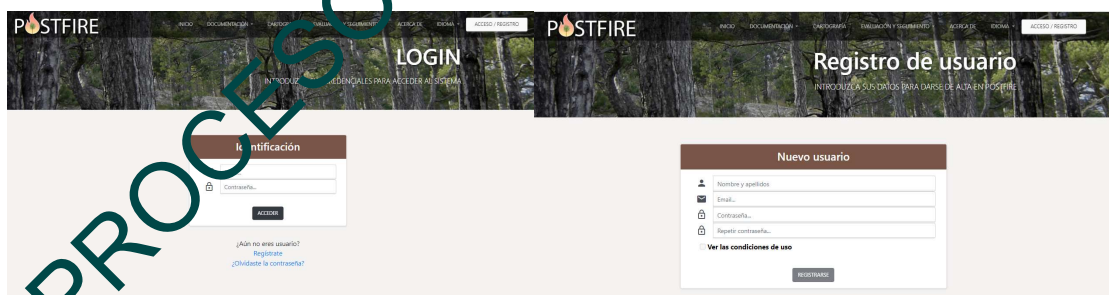 POSTFIRE
INICIO DOCUMENTACIÓN CARTOGRAFÍA EVALUACIÓN Y SEGUIMIENTO ACERCA DE IDIOMA ACCESO / REGISTRO
LOGIN
CREDENCIALES PARA ACCEDER AL SISTEMA
Identificación
Contraseña...
ACCEDER
¿Aún no eres usuario?
Regístrate
¿Olvidaste la contraseña?
POSTFIRE
INICIO DOCUMENTACIÓN CARTOGRAFÍA EVALUACIÓN Y SEGUIMIENTO ACERCA DE IDIOMA ACCESO / REGISTRO
Registro de usuario
INTRODUZCA SUS DATOS PARA DARSE DE ALTA EN POSTFIRE
Nuevo usuario
Nombre y apellidos
Email...
Contraseña...
Repetir contraseña...
Ver las condiciones de uso
REGISTRARSE
PROCESO